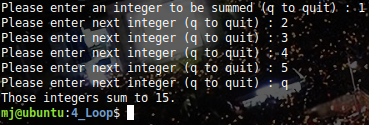 Please enter an integer to be summed (q to quit) : 1
Please enter next integer (q to quit) : 2
Please enter next integer (q to quit) : 3
Please enter next integer (q to quit) : 4
Please enter next integer (q to quit) : 5
Please enter next integer (q to quit) : q
Those integers sum to 15.
mj@ubuntu:4_Loop$